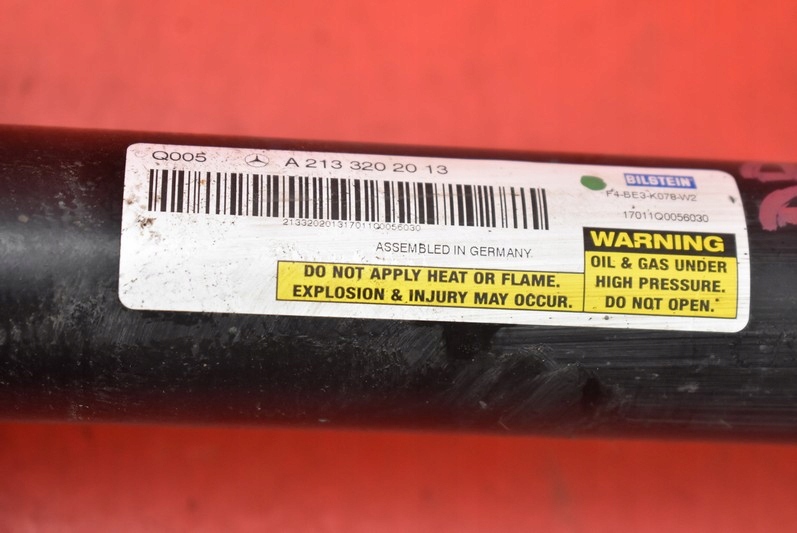 Q005 A 213 320 20 13
BILSTEIN
F4-BE3-K078-W2
17011Q0056030
213320201317011Q0056030
ASSEMBLED IN GERMANY
WARNING
OIL & GAS UNDER
HIGH PRESSURE.
DO NOT OPEN.
DO NOT APPLY HEAT OR FLAME.
EXPLOSION & INJURY MAY OCCUR.